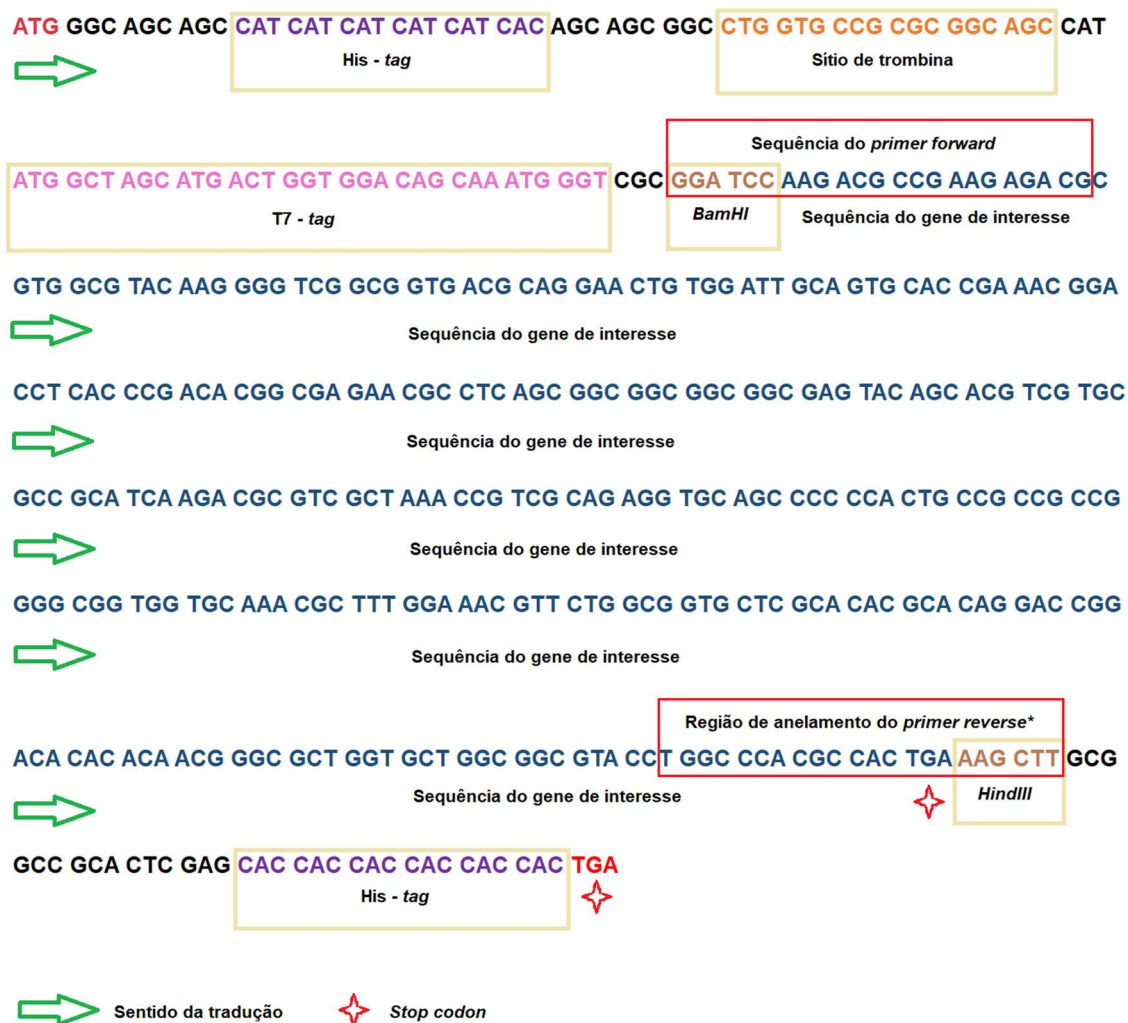 ATG GGC AGC AGC CAT CAT CAT CAT CAT CAC AGC AGC GGC CTG GTG CCG CGC GGC AGC CAT
His - tag
Sítio de trombina
Sequência do primer forward
ATG GCT AGC ATG ACT GGT GGA CAG CAA ATG GGT CGC GGA TCC AAG ACG CCG AAG AGA CGC
T7 - tag
BamHI
Sequência do gene de interesse
GTG GCG TAC AAG GGG TCG GCG GTG ACG CAG GAA CTG TGG ATT GCA GTG CAC CGA AAC GGA
Sequência do gene de interesse
CCT CAC CCG ACA CGG CGA GAA CGC CTC AGC GGC GGC GGC GGC GAG TAC AGC ACG TCG TGC
Sequência do gene de interesse
GCC GCA TCA AGA CGC GTC GCT AAA CCG TCG CAG AGG TGC AGC CCC CCA CTG CCG CCG CCG
Sequência do gene de interesse
GGG CGG TGG TGC AAA CGC TTT GGA AAC GTT CTG GCG GTG CTC GCA CAC GCA CAG GAC CGG
Sequência do gene de interesse
Região de anelamento do primer reverse*
ACA CAC ACA ACG GGC GCT GGT GCT GGC GGC GTA CCT GGC CCA CGC CAC TGA AAG CTT GCG
Sequência do gene de interesse
HindIII
GCC GCA CTC GAG CAC CAC CAC CAC CAC CAC TGA
His - tag
Sentido da tradução
Stop codon